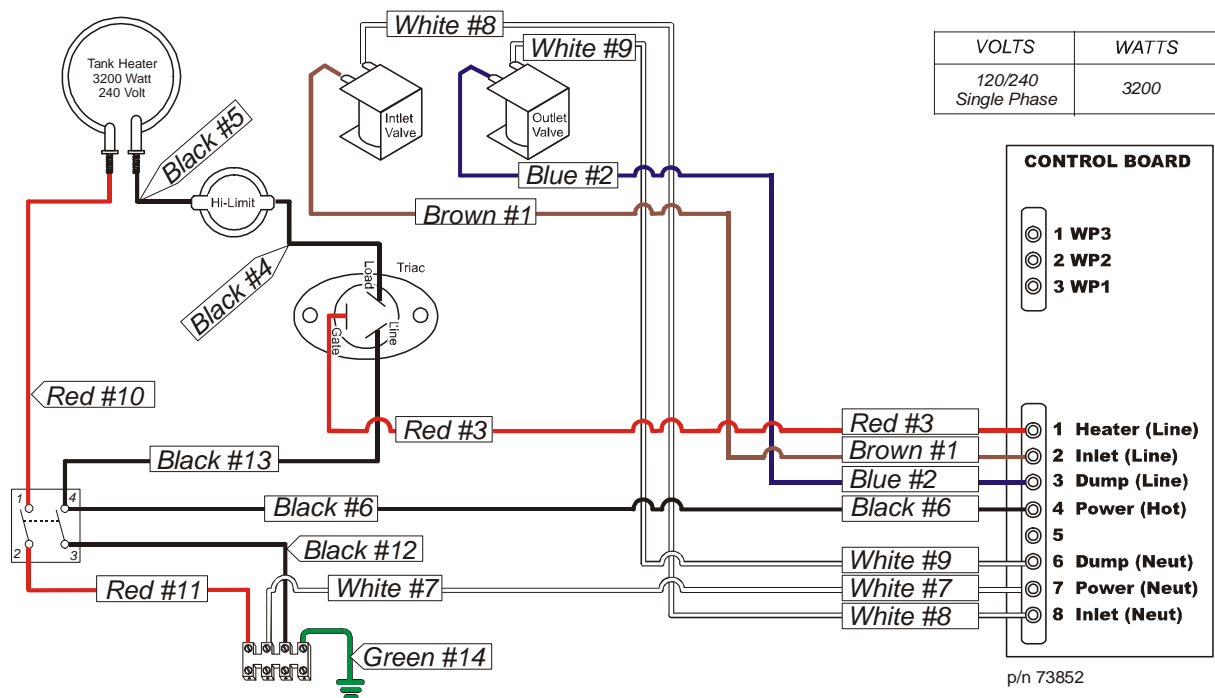 White #8
White #9
VOLTS WATTS
120/240
Single Phase
3200
Tank Heater
3200 Watt
240 Volt
Intlet
Valve
Outlet
Valve
Black #5
Hi-Limit
Blue #2
Brown #1
CONTROL BOARD
1 WP3
2 WP2
3 WP1
Black #4
Load
Triac
Line
Gate
Red #10
Red #3
Red #3
1 Heater (Line)
Brown #1
2 Inlet (Line)
Black #13
Blue #2
3 Dump (Line)
1
4
Black #6
Black #6
4 Power (Hot)
5
2
3
Black #12
White #9
6 Dump (Neut)
Red #11
White #7
White #7
7 Power (Neut)
White #8
8 Inlet (Neut)
Green #14
p/n 73852